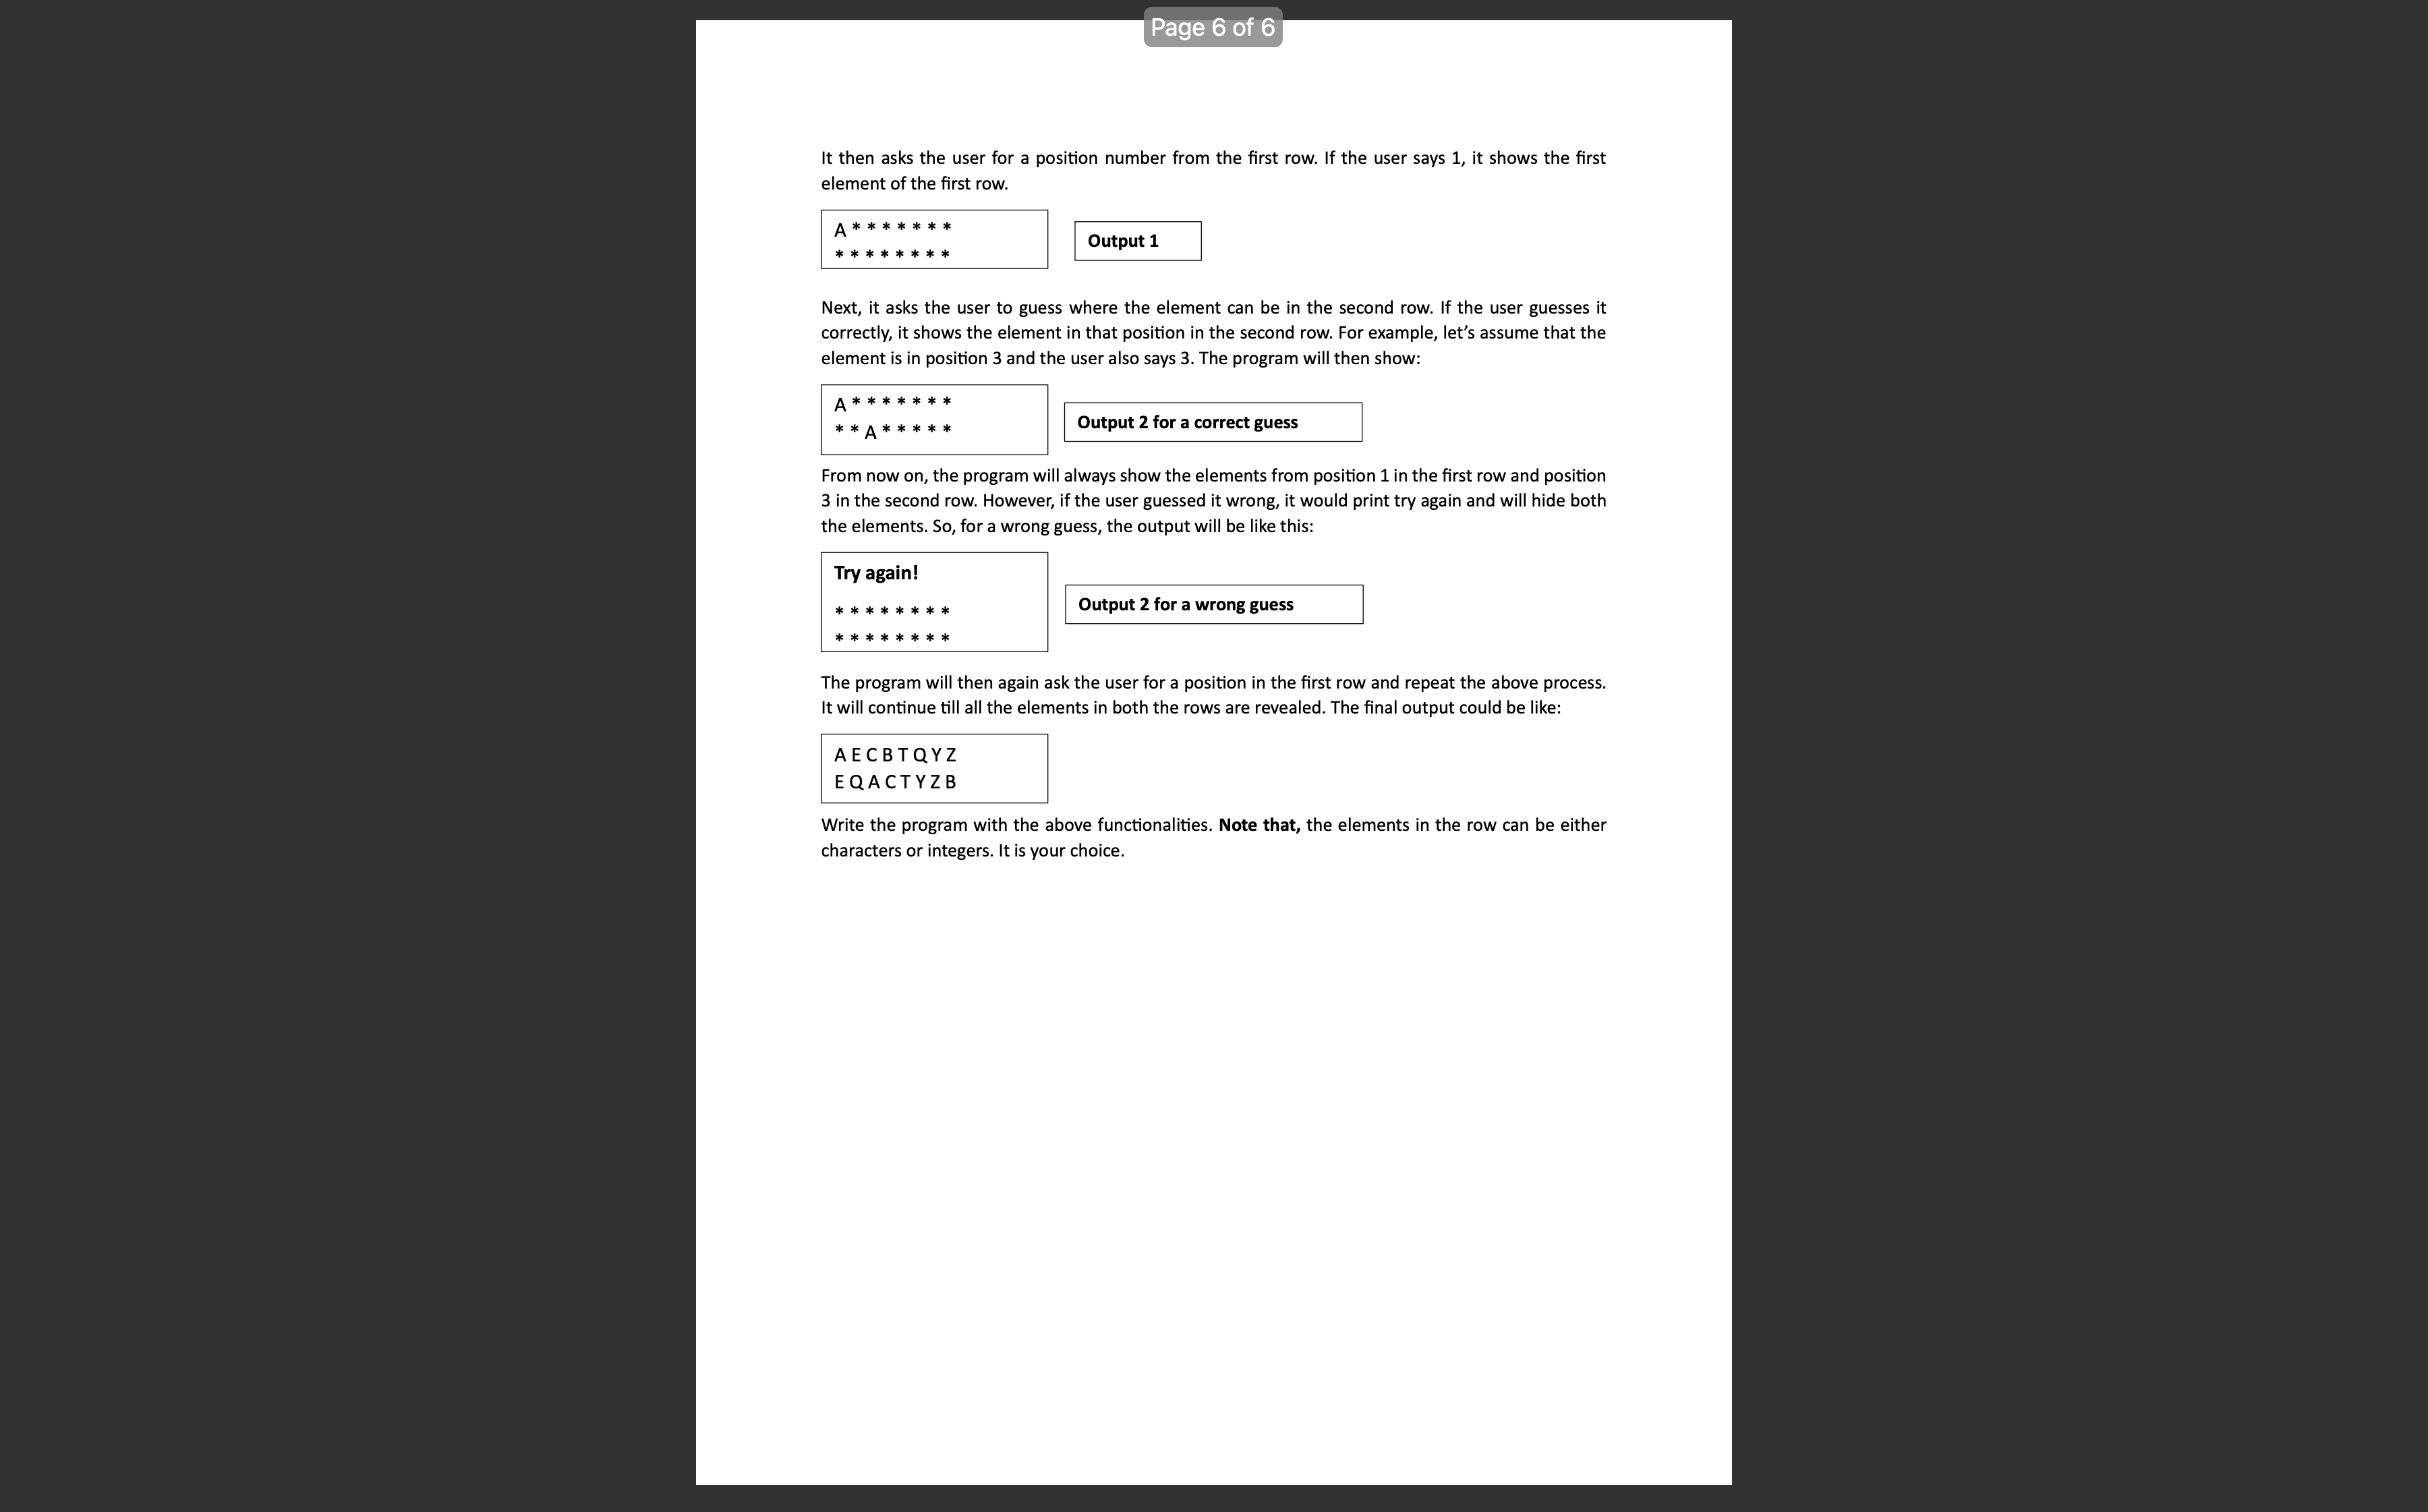 Page 6 of 6
It then asks the user for a position number from the first row. If the user says 1, it shows the first
element of the first row.
A * * * * * * *
* * * * * * * *
Output 1
Next, it asks the user to guess where the element can be in the second row. If the user guesses it
correctly, it shows the element in that position in the second row. For example, let’s assume that the
element is in position 3 and the user also says 3. The program will then show:
A * * * * * * *
* * A * * * * *
Output 2 for a correct guess
From now on, the program will always show the elements from position 1 in the first row and position
3 in the second row. However, if the user guessed it wrong, it would print try again and will hide both
the elements. So, for a wrong guess, the output will be like this:
Try again!
* * * * * * * *
* * * * * * * *
Output 2 for a wrong guess
The program will then again ask the user for a position in the first row and repeat the above process.
It will continue till all the elements in both the rows are revealed. The final output could be like:
A E C B T Q Y Z
E Q A C T Y Z B
Write the program with the above functionalities. Note that, the elements in the row can be either
characters or integers. It is your choice.